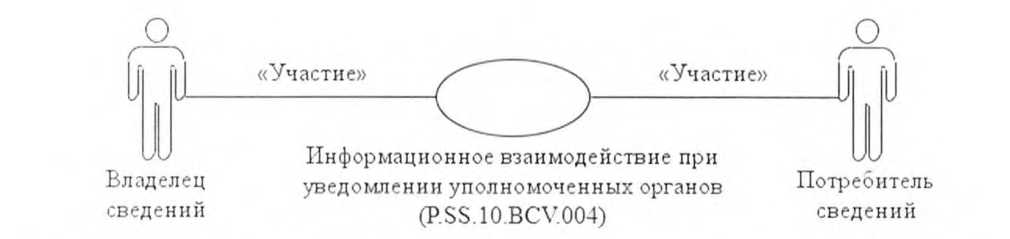 «Участие»
«Участие»
Информационное взаимодействие при
уведомлении уполномоченных органов
(P.SS.10.BCV.004)
Владелец
сведений
Потребитель
сведений